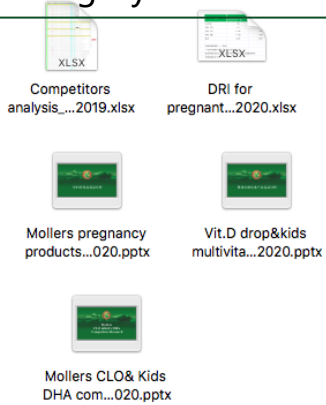 XLSX
XLSX
Competitors
analysis_...2019.xlsx
DRI for
pregnant...2020.xlsx
Mollers pregnancy
products...020.pptx
Vit.D drop&kids
multivita...2020.pptx
Mollers CLO& Kids
DHA com...020.pptx